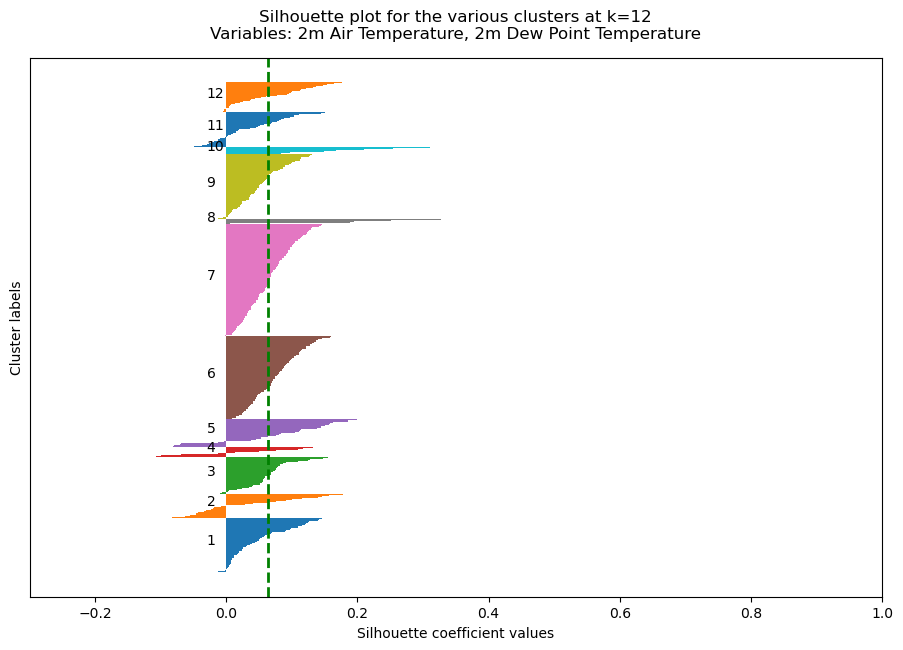 Silhouette plot for the various clusters at k=12
Variables: 2m Air Temperature, 2m Dew Point Temperature
Cluster labels
12
11
10
9
8
7
6
5
4
3
2
1
−0.2 0.0 0.2 0.4 0.6 0.8 1.0
Silhouette coefficient values